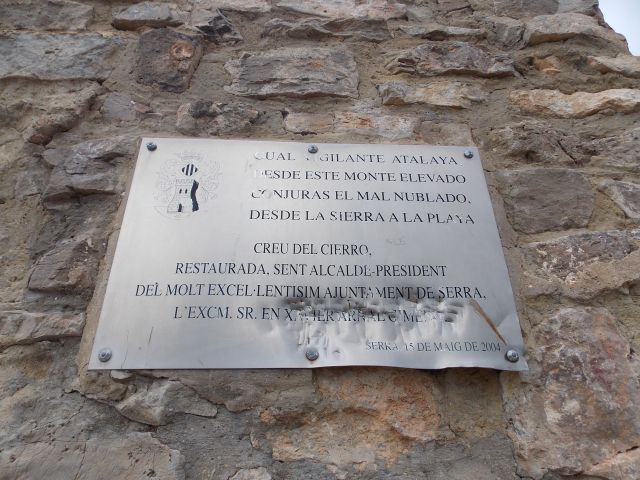 CUAL VIGILANTE ATALAYA
DESDE ESTE MONTE ELEVADO
CONJURAS EL MAL NUBLADO,
DESDE LA SIERRA A LA PLAYA
CREU DEL CIERRO,
RESTAURADA, SENT ALCALDE-PRESIDENT
DEL MOLT EXCEL·LENTISIM AJUNTAMENT DE SERRA,
L'EXCM. SR. EN XAVIER ARNAL
SERRA, 15 DE MAIG DE 2004